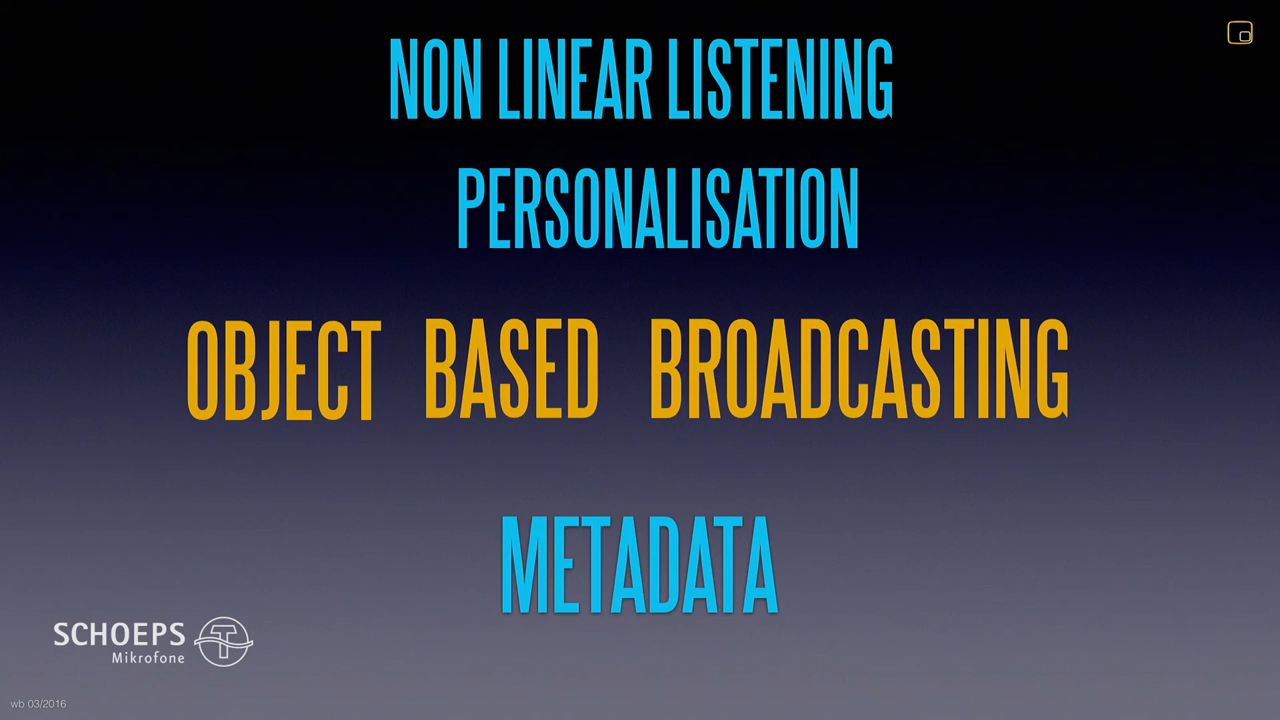 NON LINEAR LISTENING
PERSONALISATION
OBJECT BASED BROADCASTING
METADATA
SCHOEPS
Mikrofone
wb 03/2016